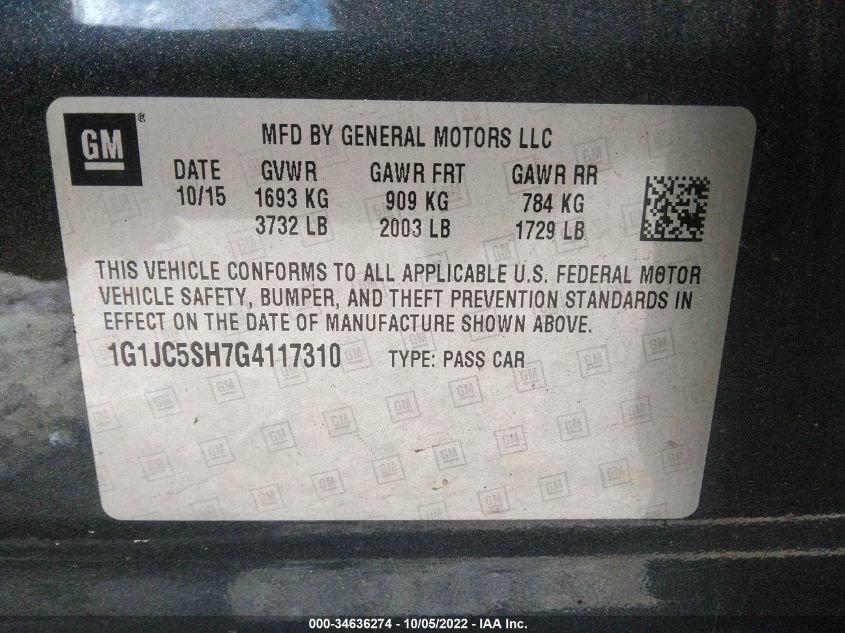 GM ®
MFD BY GENERAL MOTORS LLC
DATE GVWR GAWR FRT GAWR RR
10/15 1693 KG 909 KG 784 KG
3732 LB 2003 LB 1729 LB
THIS VEHICLE CONFORMS TO ALL APPLICABLE U.S. FEDERAL MOTOR
VEHICLE SAFETY, BUMPER, AND THEFT PREVENTION STANDARDS IN
EFFECT ON THE DATE OF MANUFACTURE SHOWN ABOVE.
1G1JC5SH7G4117310 TYPE: PASS CAR
000-34636274 - 10/05/2022 - IAA Inc.